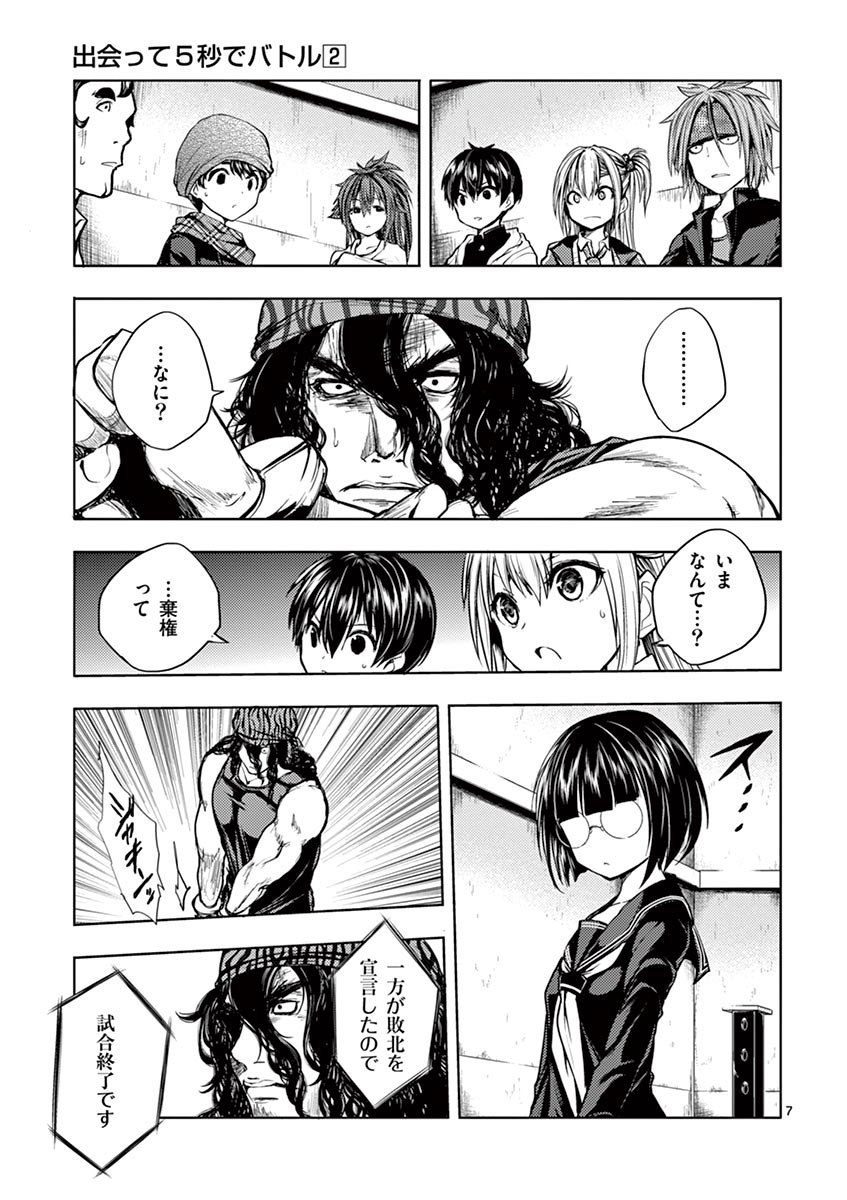 出会って5秒でバトル2
………
…なに?
いま
なんて…?
…棄権
って
スッ…
ジャキーンッ
一方が敗北を
宣言したので
試合終了です
7